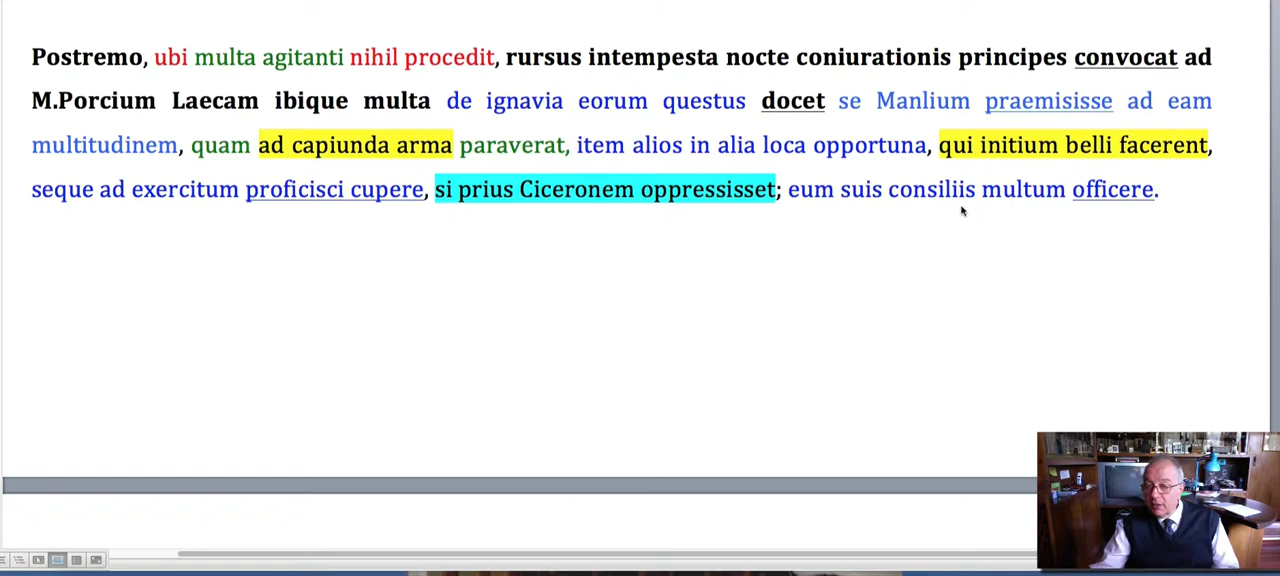 Postremo, ubi multa agitanti nihil procedit, rursus intempesta nocte coniurationis principes convocat ad
M.Porcium Laecam ibique multa de ignavia eorum questus docet se Manlium praemisisse ad eam
multitudinem, quam ad capiunda arma paraverat, item alios in alia loca opportuna, qui initium belli facerent,
seque ad exercitum proficisci cupere, si prius Ciceronem oppressisset; eum suis consiliis multum officere.